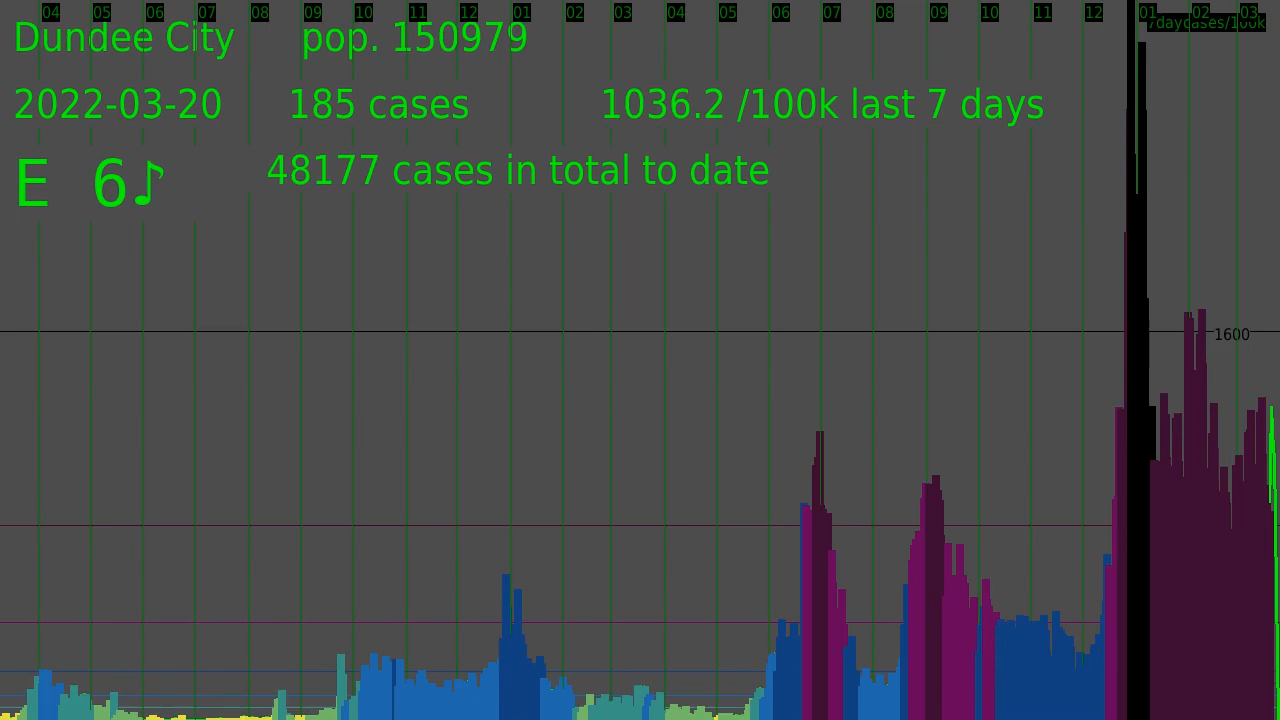 04 05 06 07 08 09 10 11 12 01 02 03 04 05 06 07 08 09 10 11 12 01 02 03
7daycases/100k
Dundee City pop. 150979
2022-03-20 185 cases 1036.2 /100k last 7 days
E 6♪ 48177 cases in total to date
1600